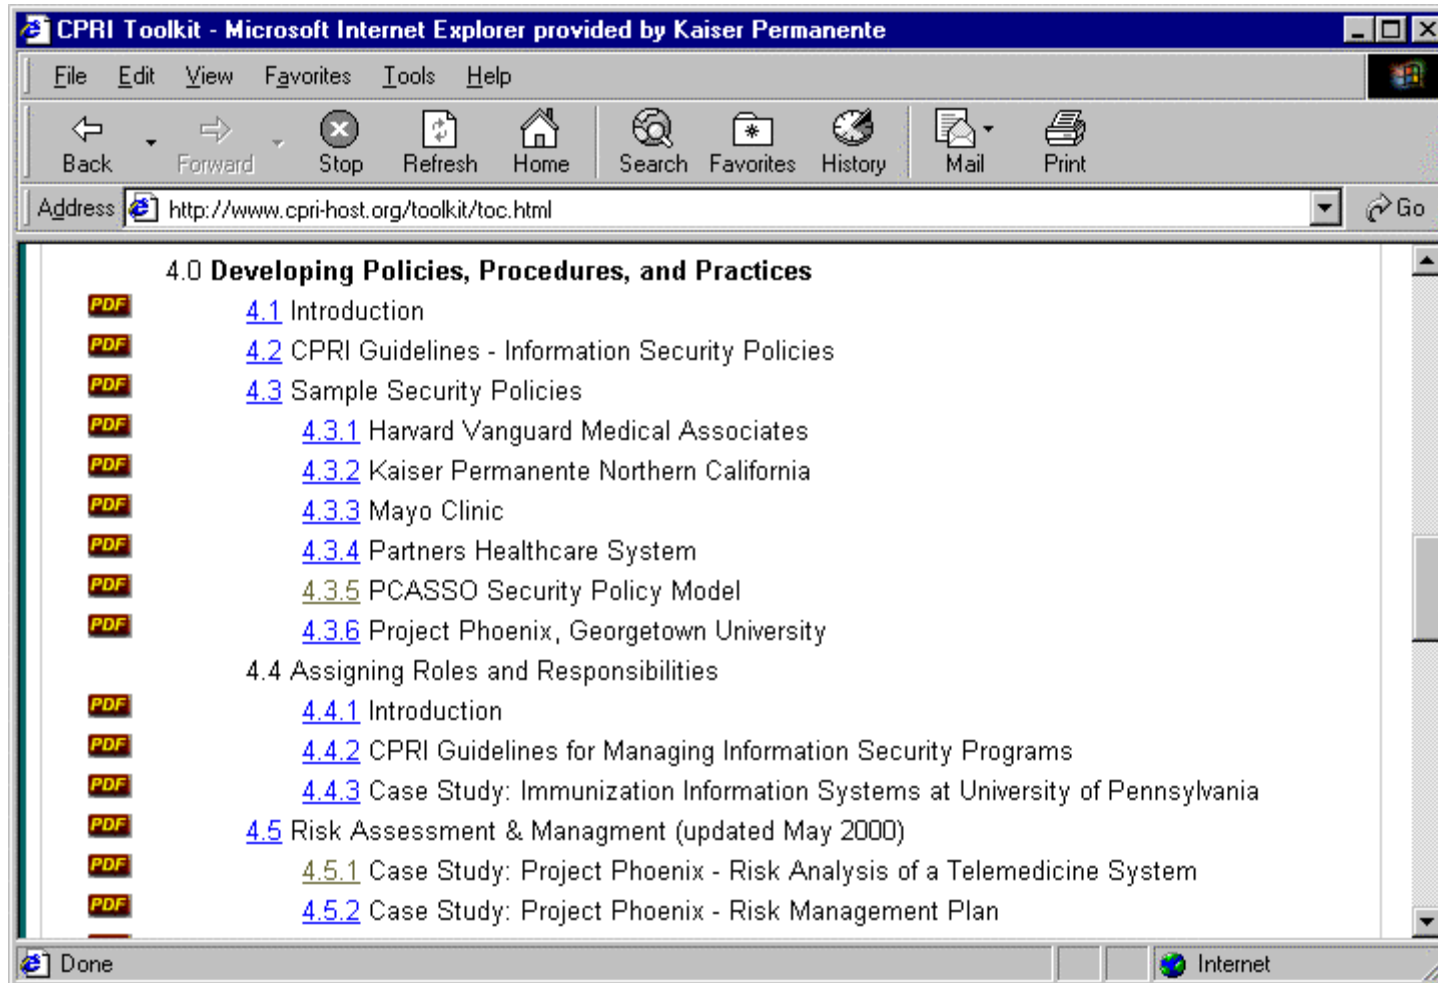 CPRI Toolkit - Microsoft Internet Explorer provided by Kaiser Permanente
File Edit View Favorites Tools Help
Back Forward Stop Refresh Home Search Favorites History Mail Print
Address http://www.cpri-host.org/toolkit/toc.html Go
4.0 Developing Policies, Procedures, and Practices
PDF 4.1 Introduction
PDF 4.2 CPRI Guidelines - Information Security Policies
PDF 4.3 Sample Security Policies
PDF 4.3.1 Harvard Vanguard Medical Associates
PDF 4.3.2 Kaiser Permanente Northern California
PDF 4.3.3 Mayo Clinic
PDF 4.3.4 Partners Healthcare System
PDF 4.3.5 PCASSO Security Policy Model
PDF 4.3.6 Project Phoenix, Georgetown University
4.4 Assigning Roles and Responsibilities
PDF 4.4.1 Introduction
PDF 4.4.2 CPRI Guidelines for Managing Information Security Programs
PDF 4.4.3 Case Study: Immunization Information Systems at University of Pennsylvania
PDF 4.5 Risk Assessment & Managment (updated May 2000)
PDF 4.5.1 Case Study: Project Phoenix - Risk Analysis of a Telemedicine System
PDF 4.5.2 Case Study: Project Phoenix - Risk Management Plan
Done Internet